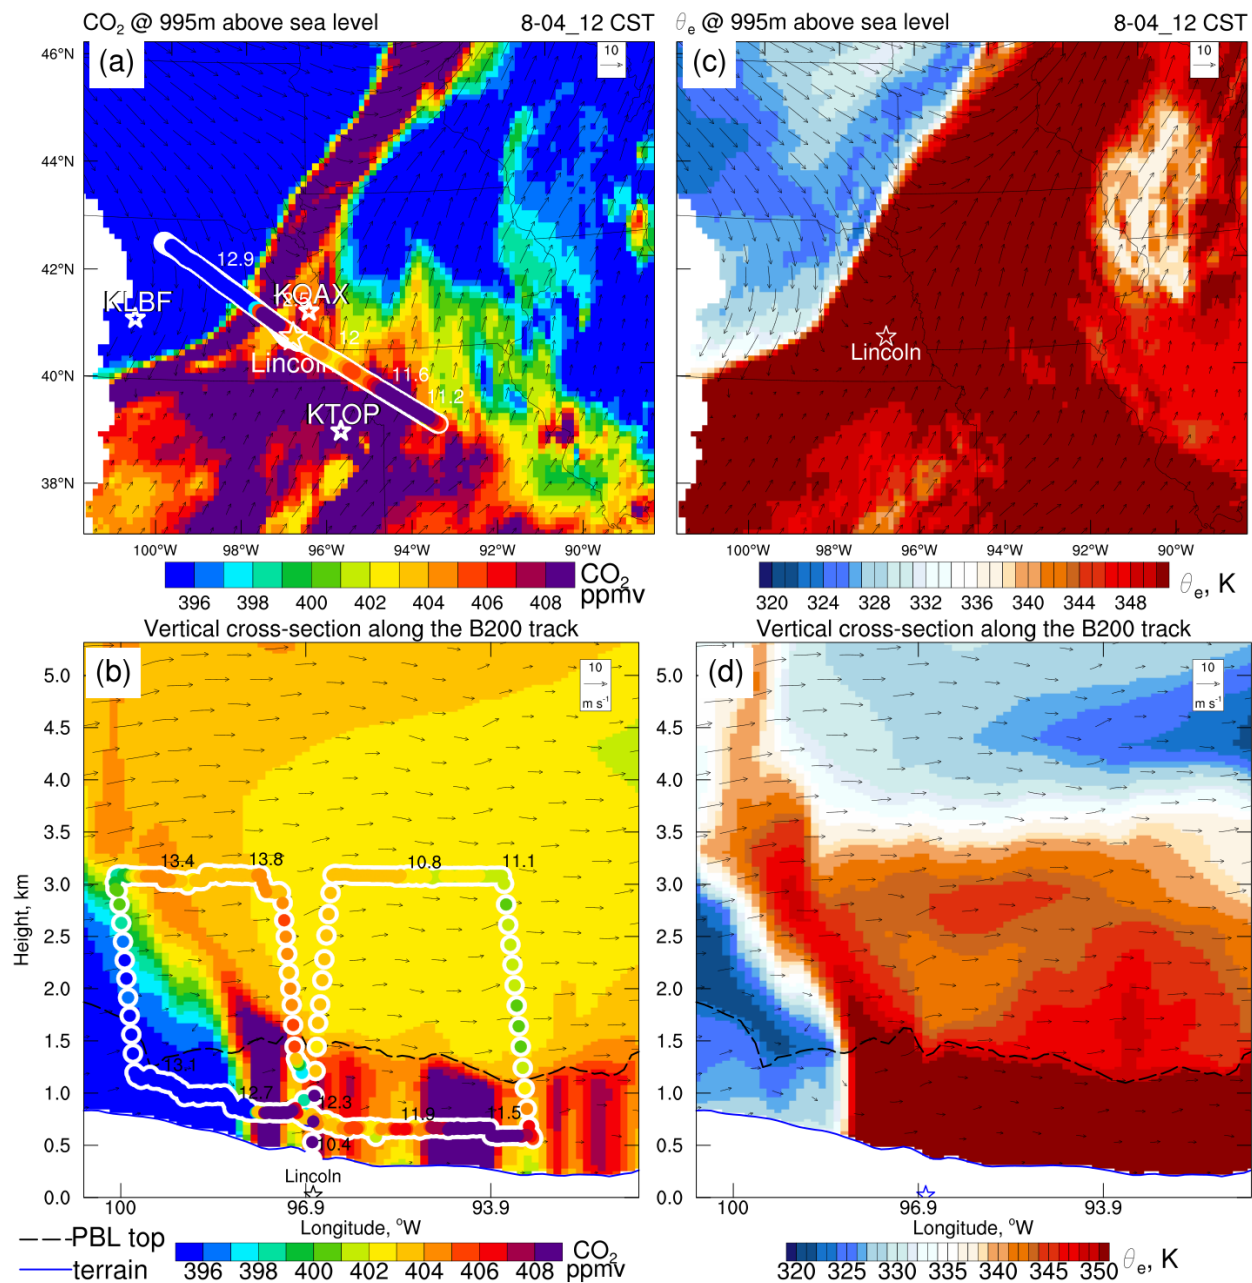 CO₂ @ 995m above sea level 8-04_12 CST
θₑ @ 995m above sea level 8-04_12 CST
(a)
10
(c)
10
46°N
44°N
42°N
40°N
38°N
12.9
KLBF
KOAX
12
Lincoln
11.6
11.2
KTOP
Lincoln
100°W 98°W 96°W 94°W 92°W 90°W
100°W 98°W 96°W 94°W 92°W 90°W
396 398 400 402 404 406 408 CO₂ ppmv
320 324 328 332 336 340 344 348 θₑ, K
Vertical cross-section along the B200 track
Vertical cross-section along the B200 track
(b)
10
m s⁻¹
(d)
10
m s⁻¹
Height, km
5.0
4.5
4.0
3.5
3.0
2.5
2.0
1.5
1.0
0.5
0.0
13.4
13.8
10.8
11.1
13.1
12.7
12.3
11.9
11.5
10.4
Lincoln
100 96.9 93.9
Longitude, °W
100 96.9 93.9
Longitude, °W
PBL top
terrain
396 398 400 402 404 406 408 CO₂ ppmv
320 325 330 335 340 345 350 θₑ, K